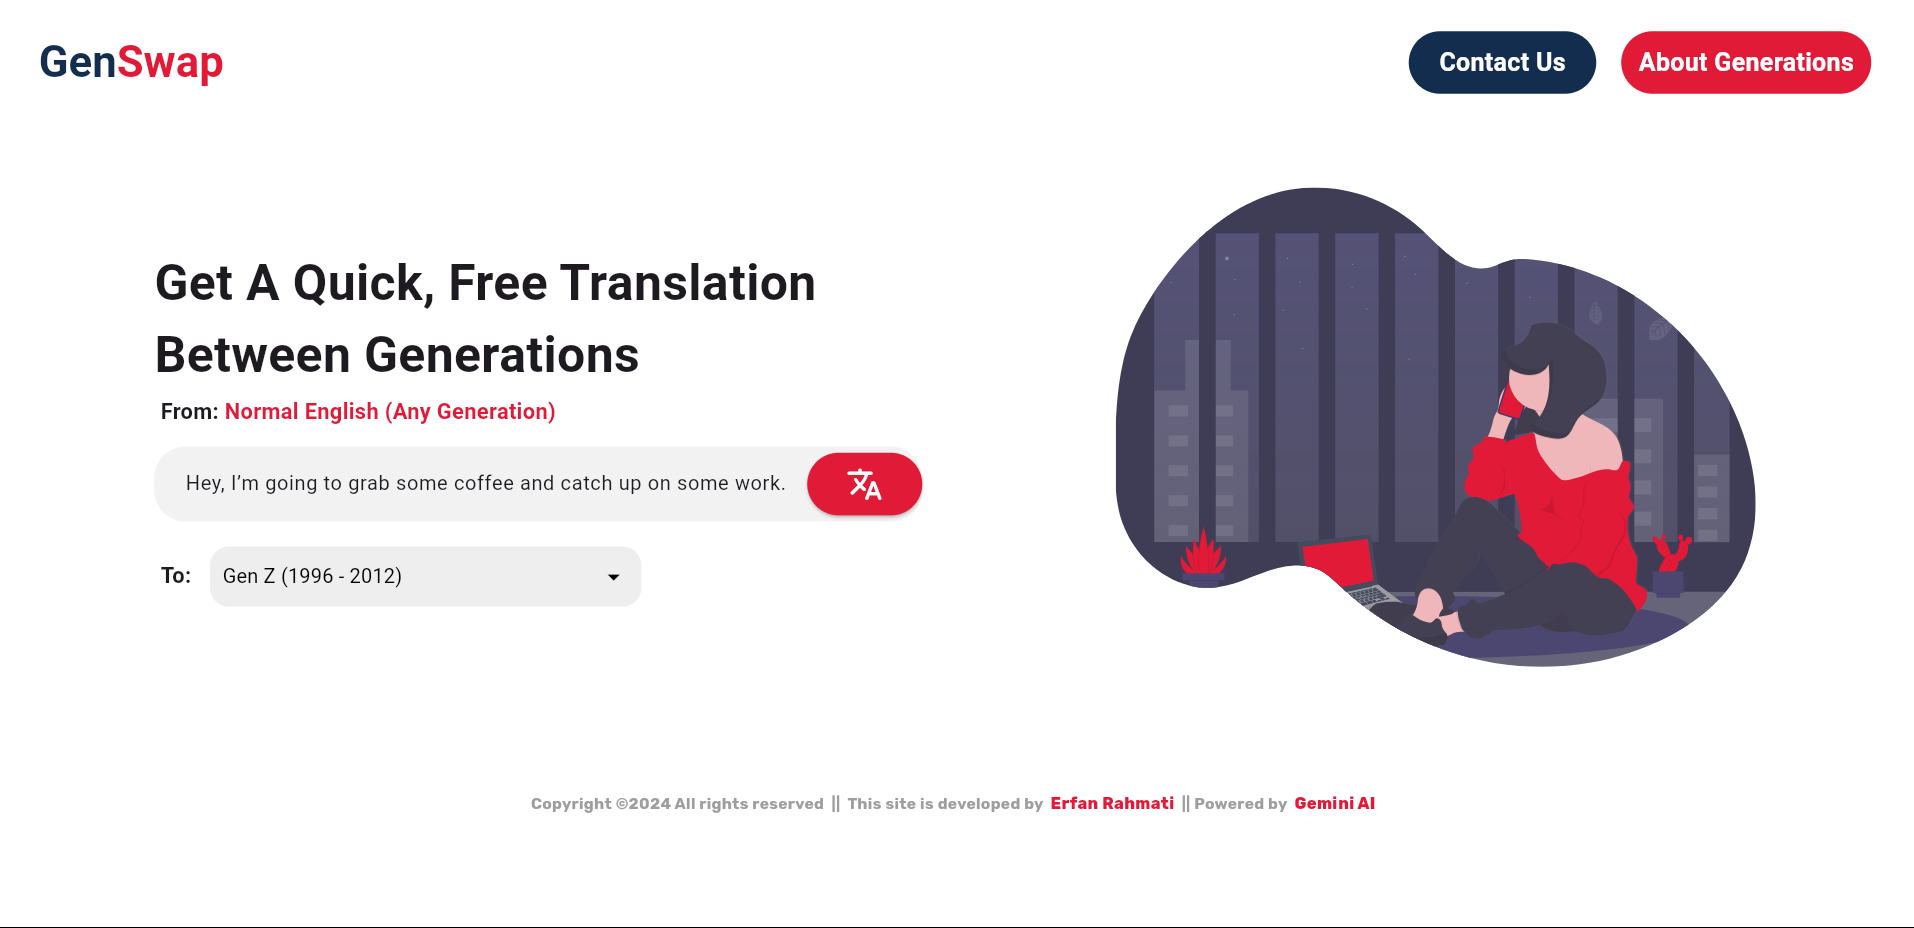 GenSwap
Contact Us
About Generations
Get A Quick, Free Translation
Between Generations
From: Normal English (Any Generation)
Hey, I’m going to grab some coffee and catch up on some work.
To: Gen Z (1996 - 2012)
Copyright ©2024 All rights reserved || This site is developed by Erfan Rahmati || Powered by Gemini AI